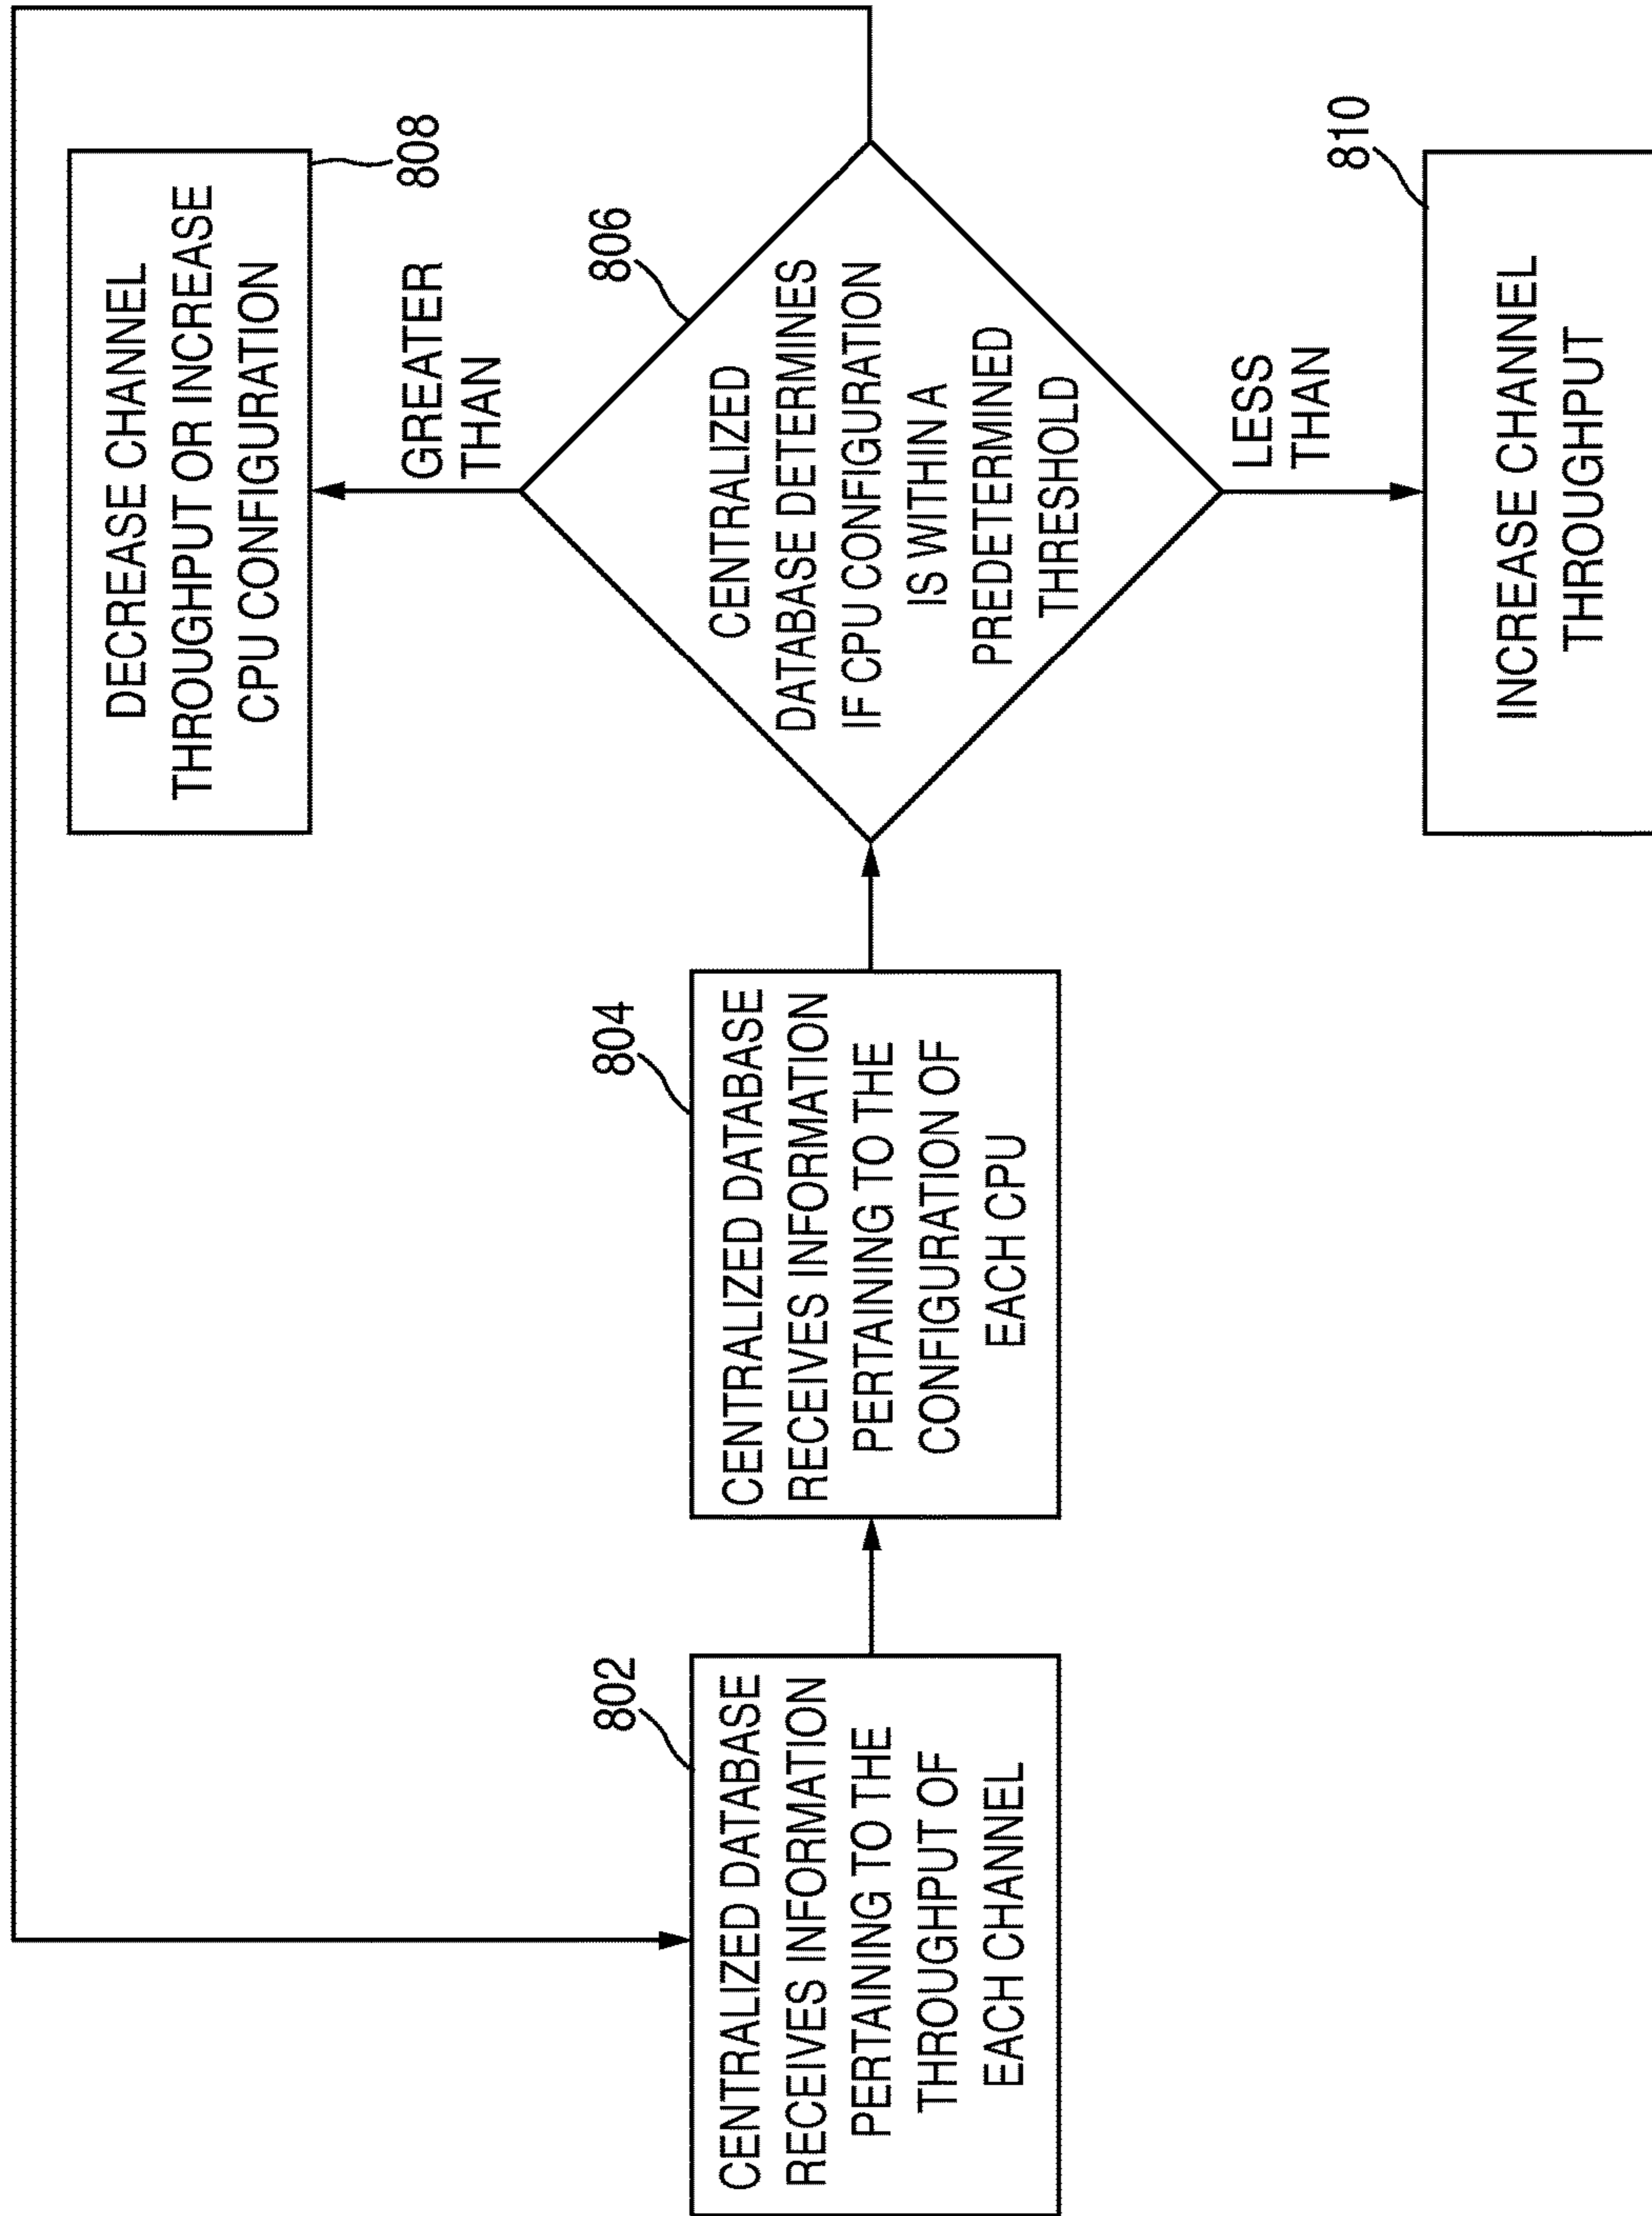 802
CENTRALIZED DATABASE
RECEIVES INFORMATION
PERTAINING TO THE
THROUGHPUT OF
EACH CHANNEL
804
CENTRALIZED DATABASE
RECEIVES INFORMATION
PERTAINING TO THE
CONFIGURATION OF
EACH CPU
806
CENTRALIZED
DATABASE DETERMINES
IF CPU CONFIGURATION
IS WITHIN A
PREDETERMINED
THRESHOLD
GREATER
THAN
808
DECREASE CHANNEL
THROUGHPUT OR INCREASE
CPU CONFIGURATION
LESS
THAN
810
INCREASE CHANNEL
THROUGHPUT